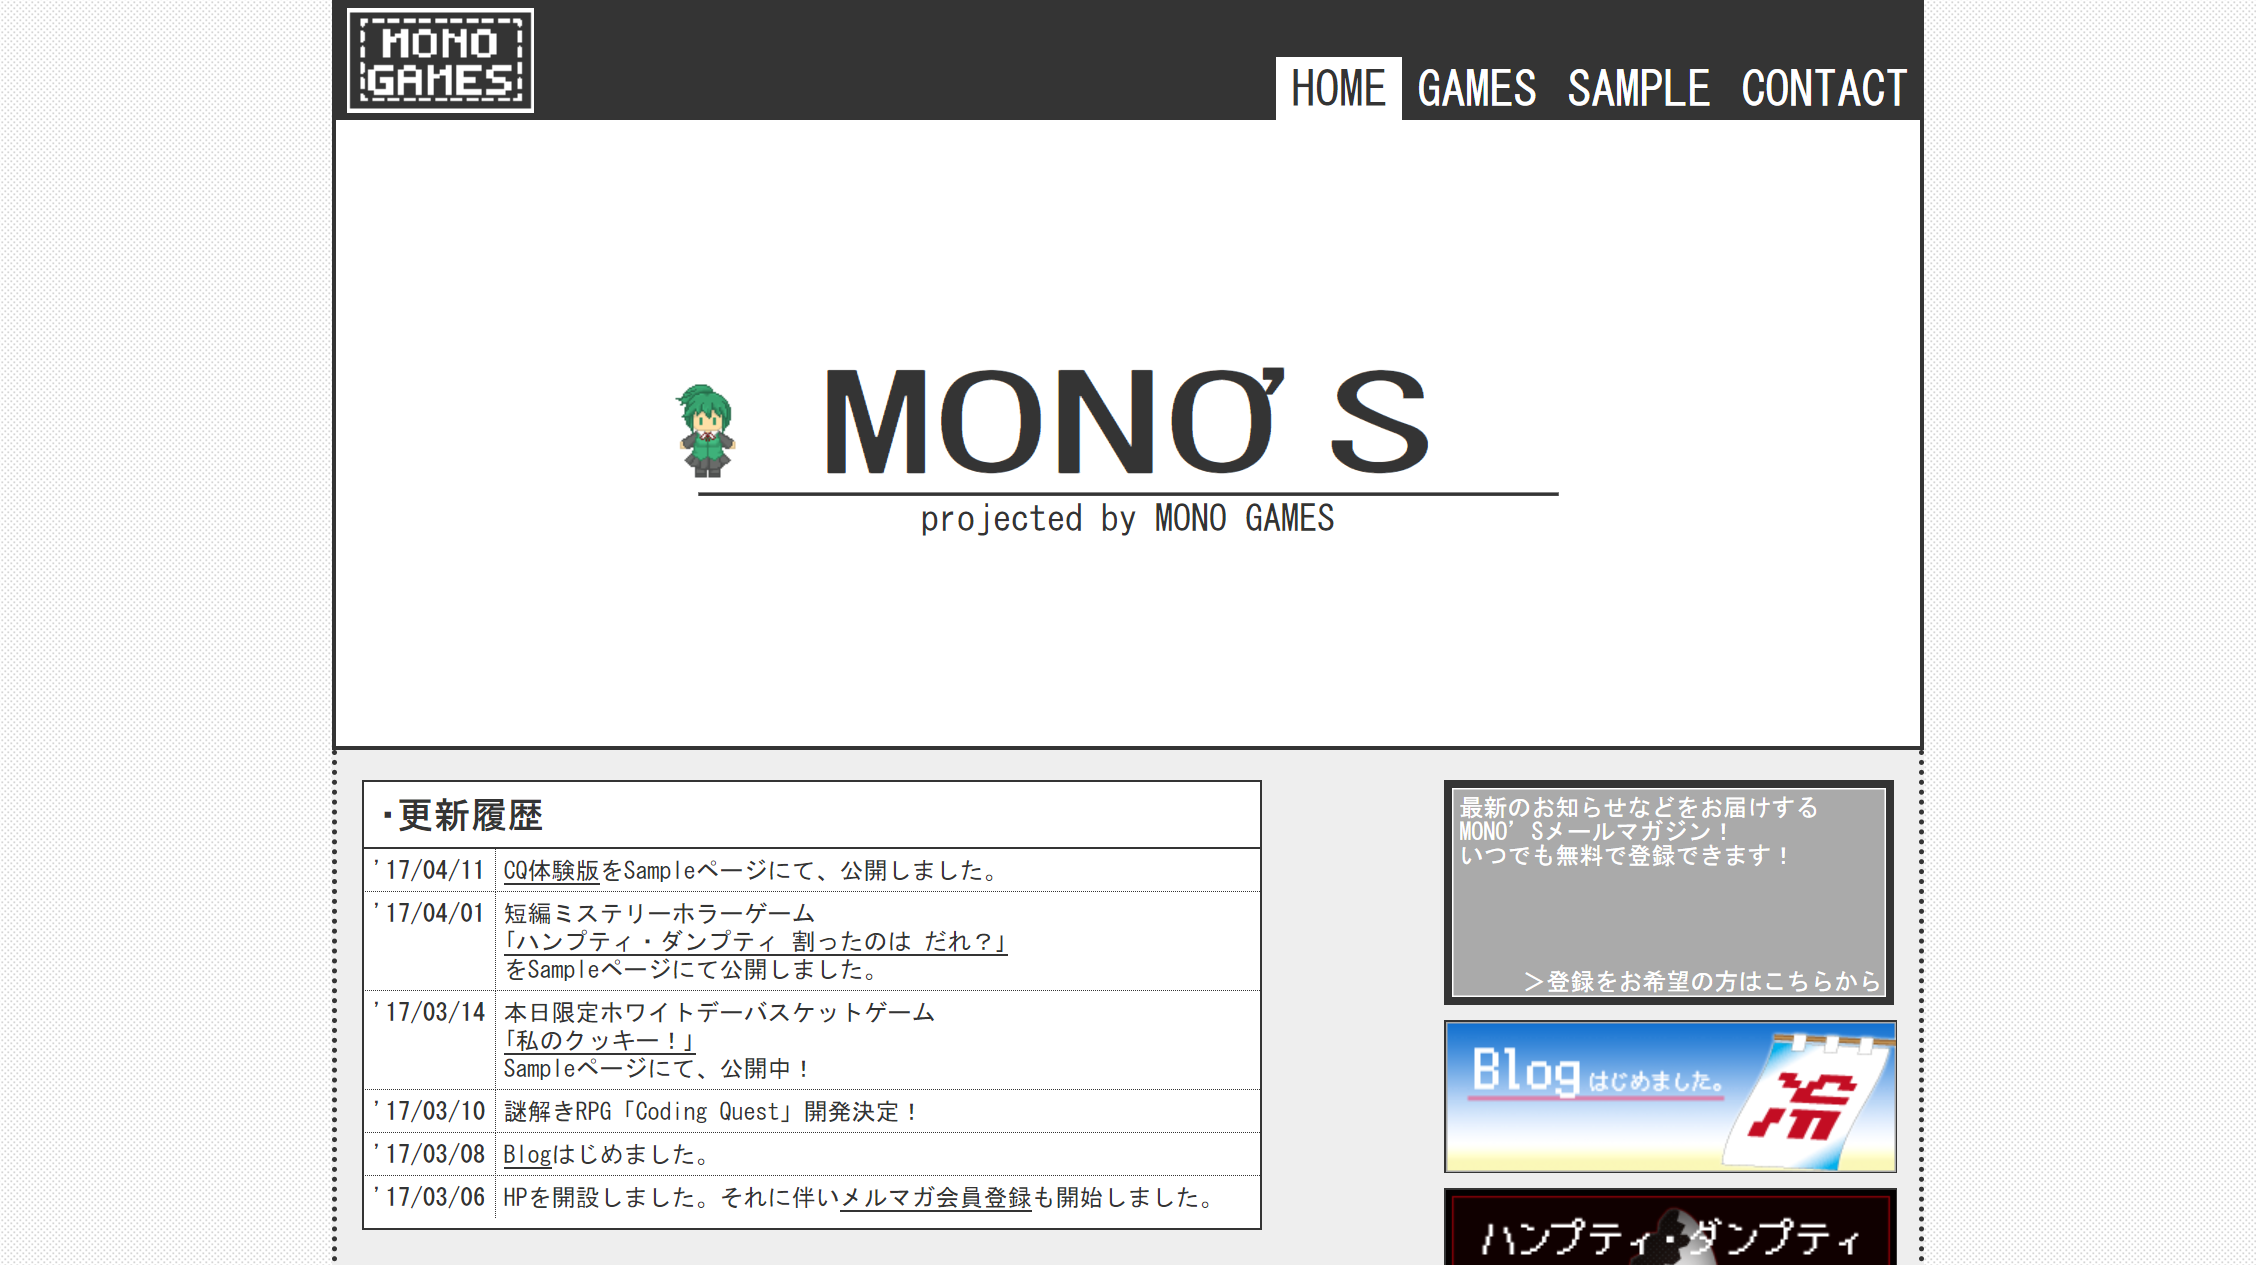 MONO
GAMES
HOME GAMES SAMPLE CONTACT
MONO'S
projected by MONO GAMES
・更新履歴
'17/04/11 CQ体験版をSampleページにて、公開しました。
'17/04/01 短編ミステリーホラーゲーム
「ハンプティ・ダンプティ 割ったのは だれ？」
をSampleページにて公開しました。
'17/03/14 本日限定ホワイトデーバスケットゲーム
「私のクッキー！」
Sampleページにて、公開中！
'17/03/10 謎解きRPG「Coding Quest」開発決定！
'17/03/08 Blogはじめました。
'17/03/06 HPを開設しました。それに伴いメルマガ会員登録も開始しました。
最新のお知らせなどをお届けする
MONO'Sメールマガジン！
いつでも無料で登録できます！
＞登録をお希望の方はこちらから
Blog はじめました。
ハンプティ・ダンプティ